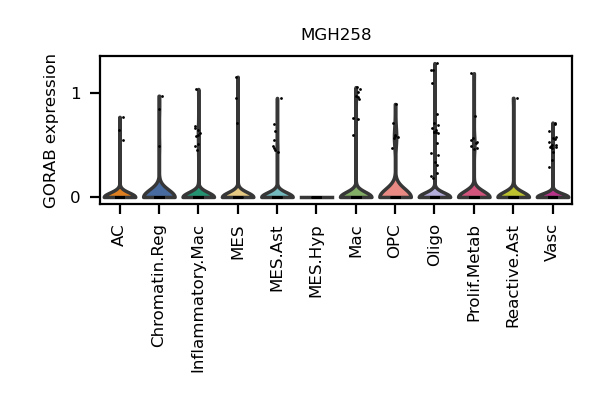 MGH258
GORAB expression
1
0
AC
Chromatin.Reg
Inflammatory.Mac
MES
MES.Ast
MES.Hyp
Mac
OPC
Oligo
Prolif.Metab
Reactive.Ast
Vasc